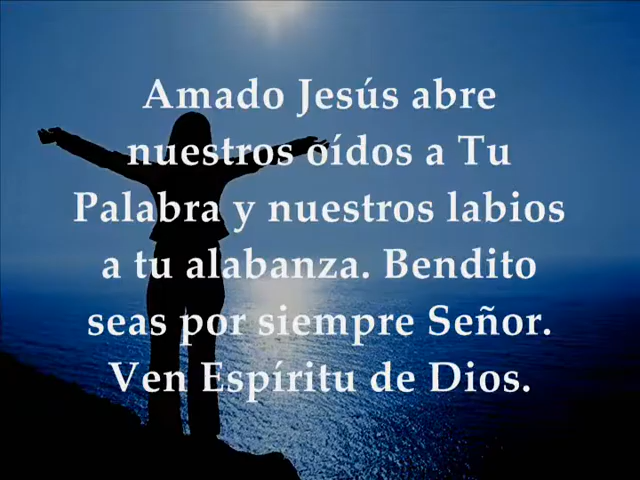 Amado Jesús abre
nuestros oídos a Tu
Palabra y nuestros labios
a tu alabanza. Bendito
seas por siempre Señor.
Ven Espíritu de Dios.